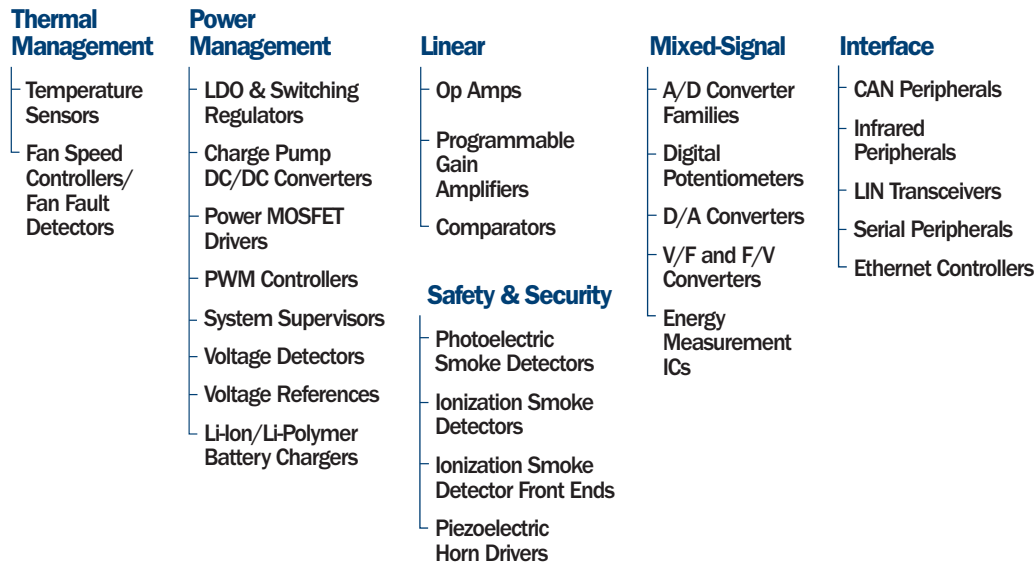 Thermal
Management
Temperature
Sensors
Fan Speed
Controllers/
Fan Fault
Detectors
Power
Management
LDO & Switching
Regulators
Charge Pump
DC/DC Converters
Power MOSFET
Drivers
PWM Controllers
System Supervisors
Voltage Detectors
Voltage References
Li-Ion/Li-Polymer
Battery Chargers
Linear
Op Amps
Programmable
Gain
Amplifiers
Comparators
Safety & Security
Photoelectric
Smoke Detectors
Ionization Smoke
Detectors
Ionization Smoke
Detector Front Ends
Piezoelectric
Horn Drivers
Mixed-Signal
A/D Converter
Families
Digital
Potentiometers
D/A Converters
V/F and F/V
Converters
Energy
Measurement
ICs
Interface
CAN Peripherals
Infrared
Peripherals
LIN Transceivers
Serial Peripherals
Ethernet Controllers